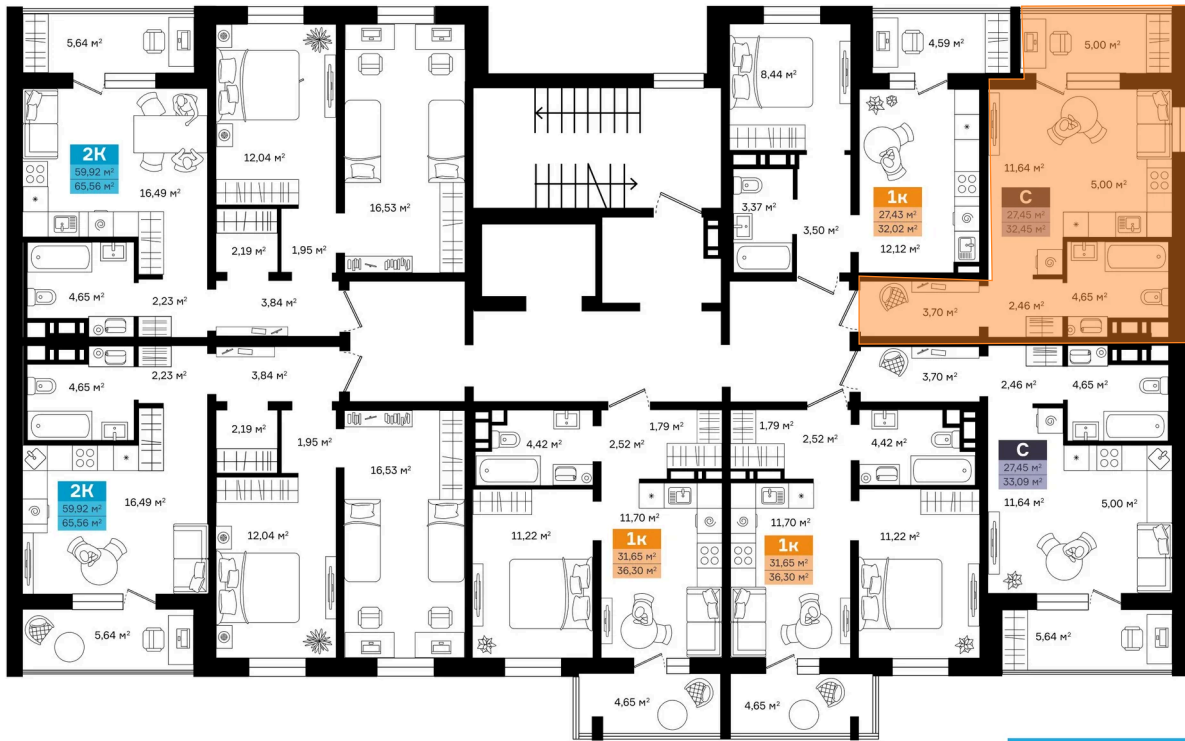 5,64 м²
4,59 м²
5,00 м²
8,44 м²
2К
59,92 м²
65,56 м²
16,49 м²
12,04 м²
16,53 м²
11,64 м²
5,00 м²
3,37 м²
3,50 м²
1к
27,43 м²
32,02 м²
12,12 м²
С
27,45 м²
32,45 м²
2,19 м²
1,95 м²
4,65 м²
2,23 м²
3,84 м²
3,70 м²
2,46 м²
4,65 м²
4,65 м²
2,23 м²
3,84 м²
3,70 м²
2,46 м²
4,65 м²
2,19 м²
1,95 м²
16,53 м²
4,42 м²
2,52 м²
1,79 м²
1,79 м²
2,52 м²
4,42 м²
2К
59,92 м²
65,56 м²
16,49 м²
12,04 м²
11,22 м²
11,70 м²
1к
31,65 м²
36,30 м²
11,70 м²
1к
31,65 м²
36,30 м²
11,22 м²
С
27,45 м²
33,09 м²
11,64 м²
5,00 м²
5,64 м²
5,64 м²
4,65 м²
4,65 м²